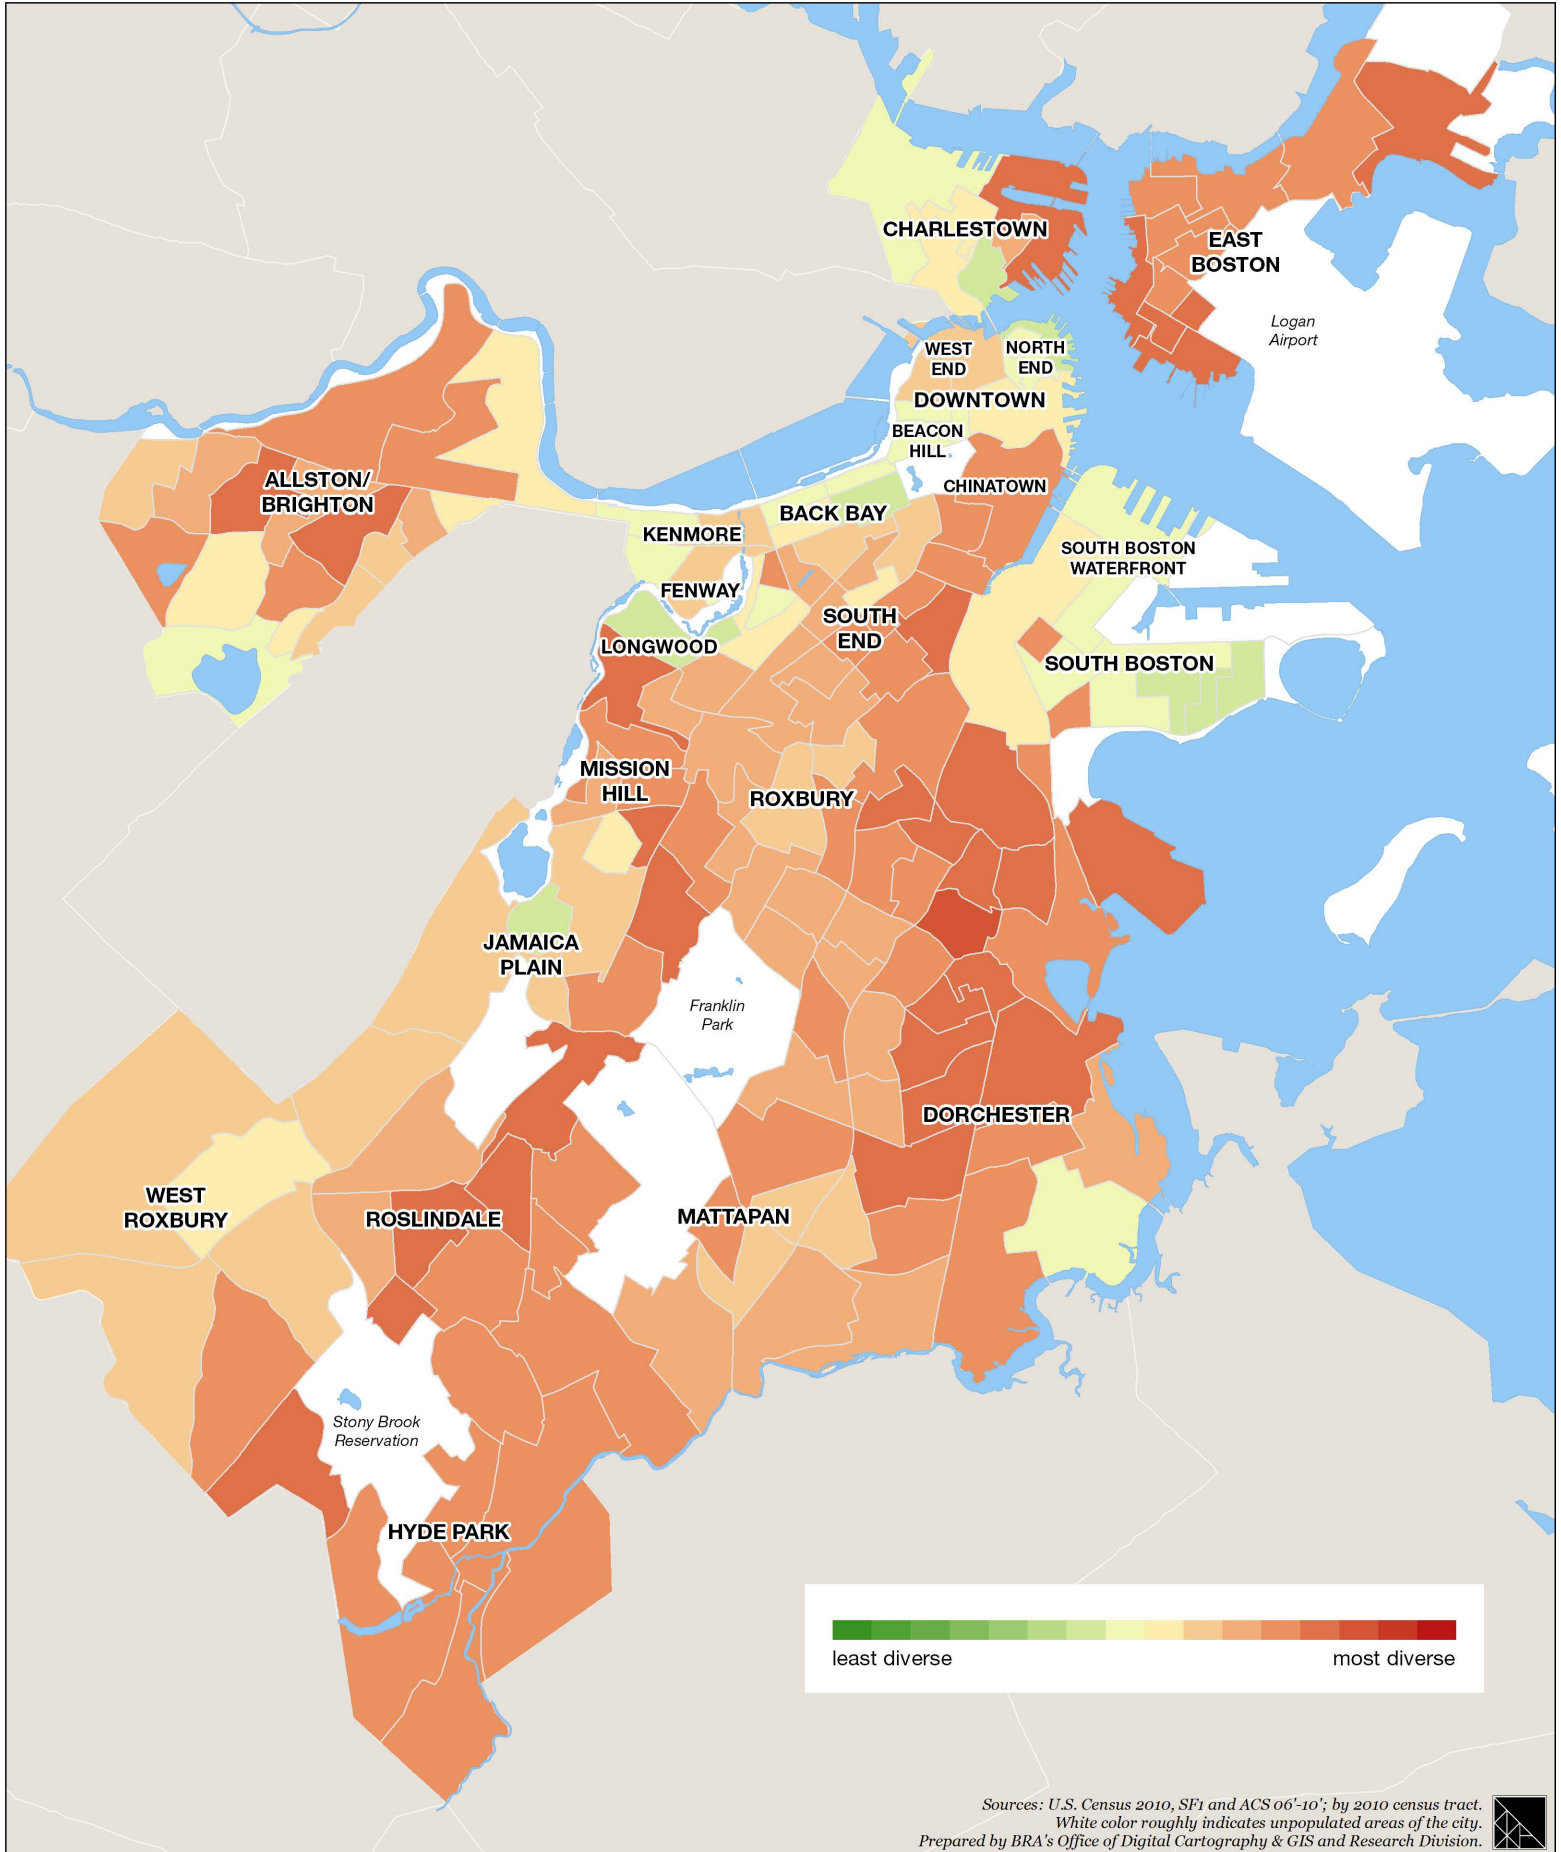 CHARLESTOWN
EAST
BOSTON
Logan
Airport
WEST
END
NORTH
END
DOWNTOWN
BEACON
HILL
CHINATOWN
ALLSTON/
BRIGHTON
BACK BAY
KENMORE
SOUTH BOSTON
WATERFRONT
FENWAY
SOUTH
END
LONGWOOD
SOUTH BOSTON
MISSION
HILL
ROXBURY
JAMAICA
PLAIN
Franklin
Park
DORCHESTER
WEST
ROXBURY
ROSLINDALE
MATTAPAN
Stony Brook
Reservation
HYDE PARK
least diverse
most diverse
Sources: U.S. Census 2010, SF1 and ACS 06'-10'; by 2010 census tract.
White color roughly indicates unpopulated areas of the city.
Prepared by BRA's Office of Digital Cartography & GIS and Research Division.